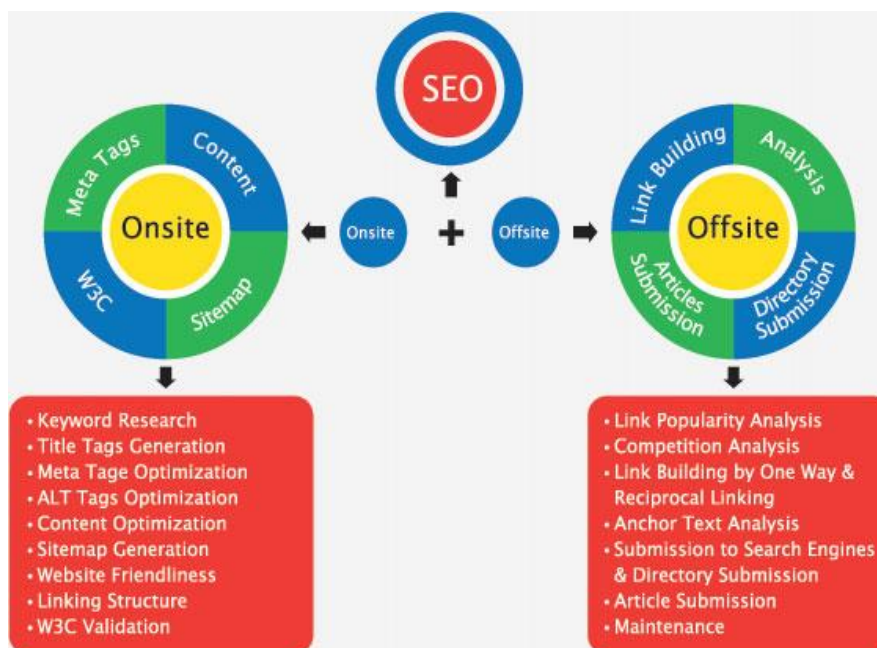 SEO
Onsite
+
Offsite
Meta Tags
Content
Onsite
W3C
Sitemap
Link Building
Analysis
Offsite
Articles
Submission
Directory
Submission
• Keyword Research
• Title Tags Generation
• Meta Tage Optimization
• ALT Tags Optimization
• Content Optimization
• Sitemap Generation
• Website Friendliness
• Linking Structure
• W3C Validation
• Link Popularity Analysis
• Competition Analysis
• Link Building by One Way &
Reciprocal Linking
• Anchor Text Analysis
• Submission to Search Engines
& Directory Submission
• Article Submission
• Maintenance